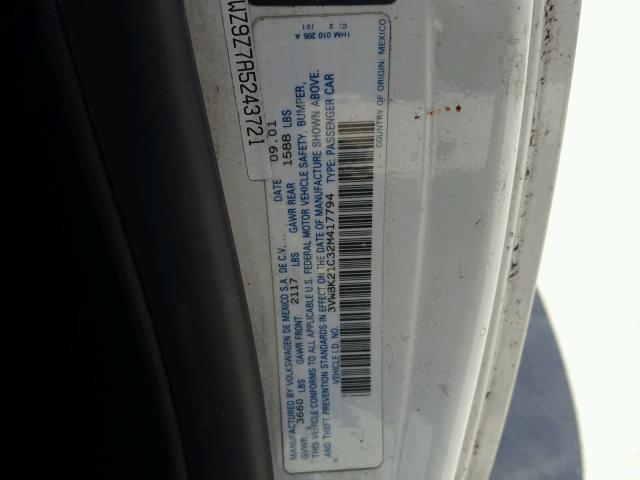 WZ9Z7A5243721
1HM 010 205 A
C: 2 101
MANUFACTURED BY VOLKSWAGEN DE MEXICO S.A. DE C.V., DATE 09.01
3660 LBS GAWR FRONT 2117 LBS GAWR REAR 1588 LBS
GVWR
THIS VEHICLE CONFORMS TO ALL APPLICABLE U.S. FEDERAL MOTOR VEHICLE SAFETY, BUMPER,
AND THEFT PREVENTION STANDARDS IN EFFECT ON THE DATE OF MANUFACTURE SHOWN ABOVE.
VEHICLE I.D. NO. 3VWBK21C32M417794 TYPE: PASSENGER CAR
COUNTRY OF ORIGIN: MEXICO